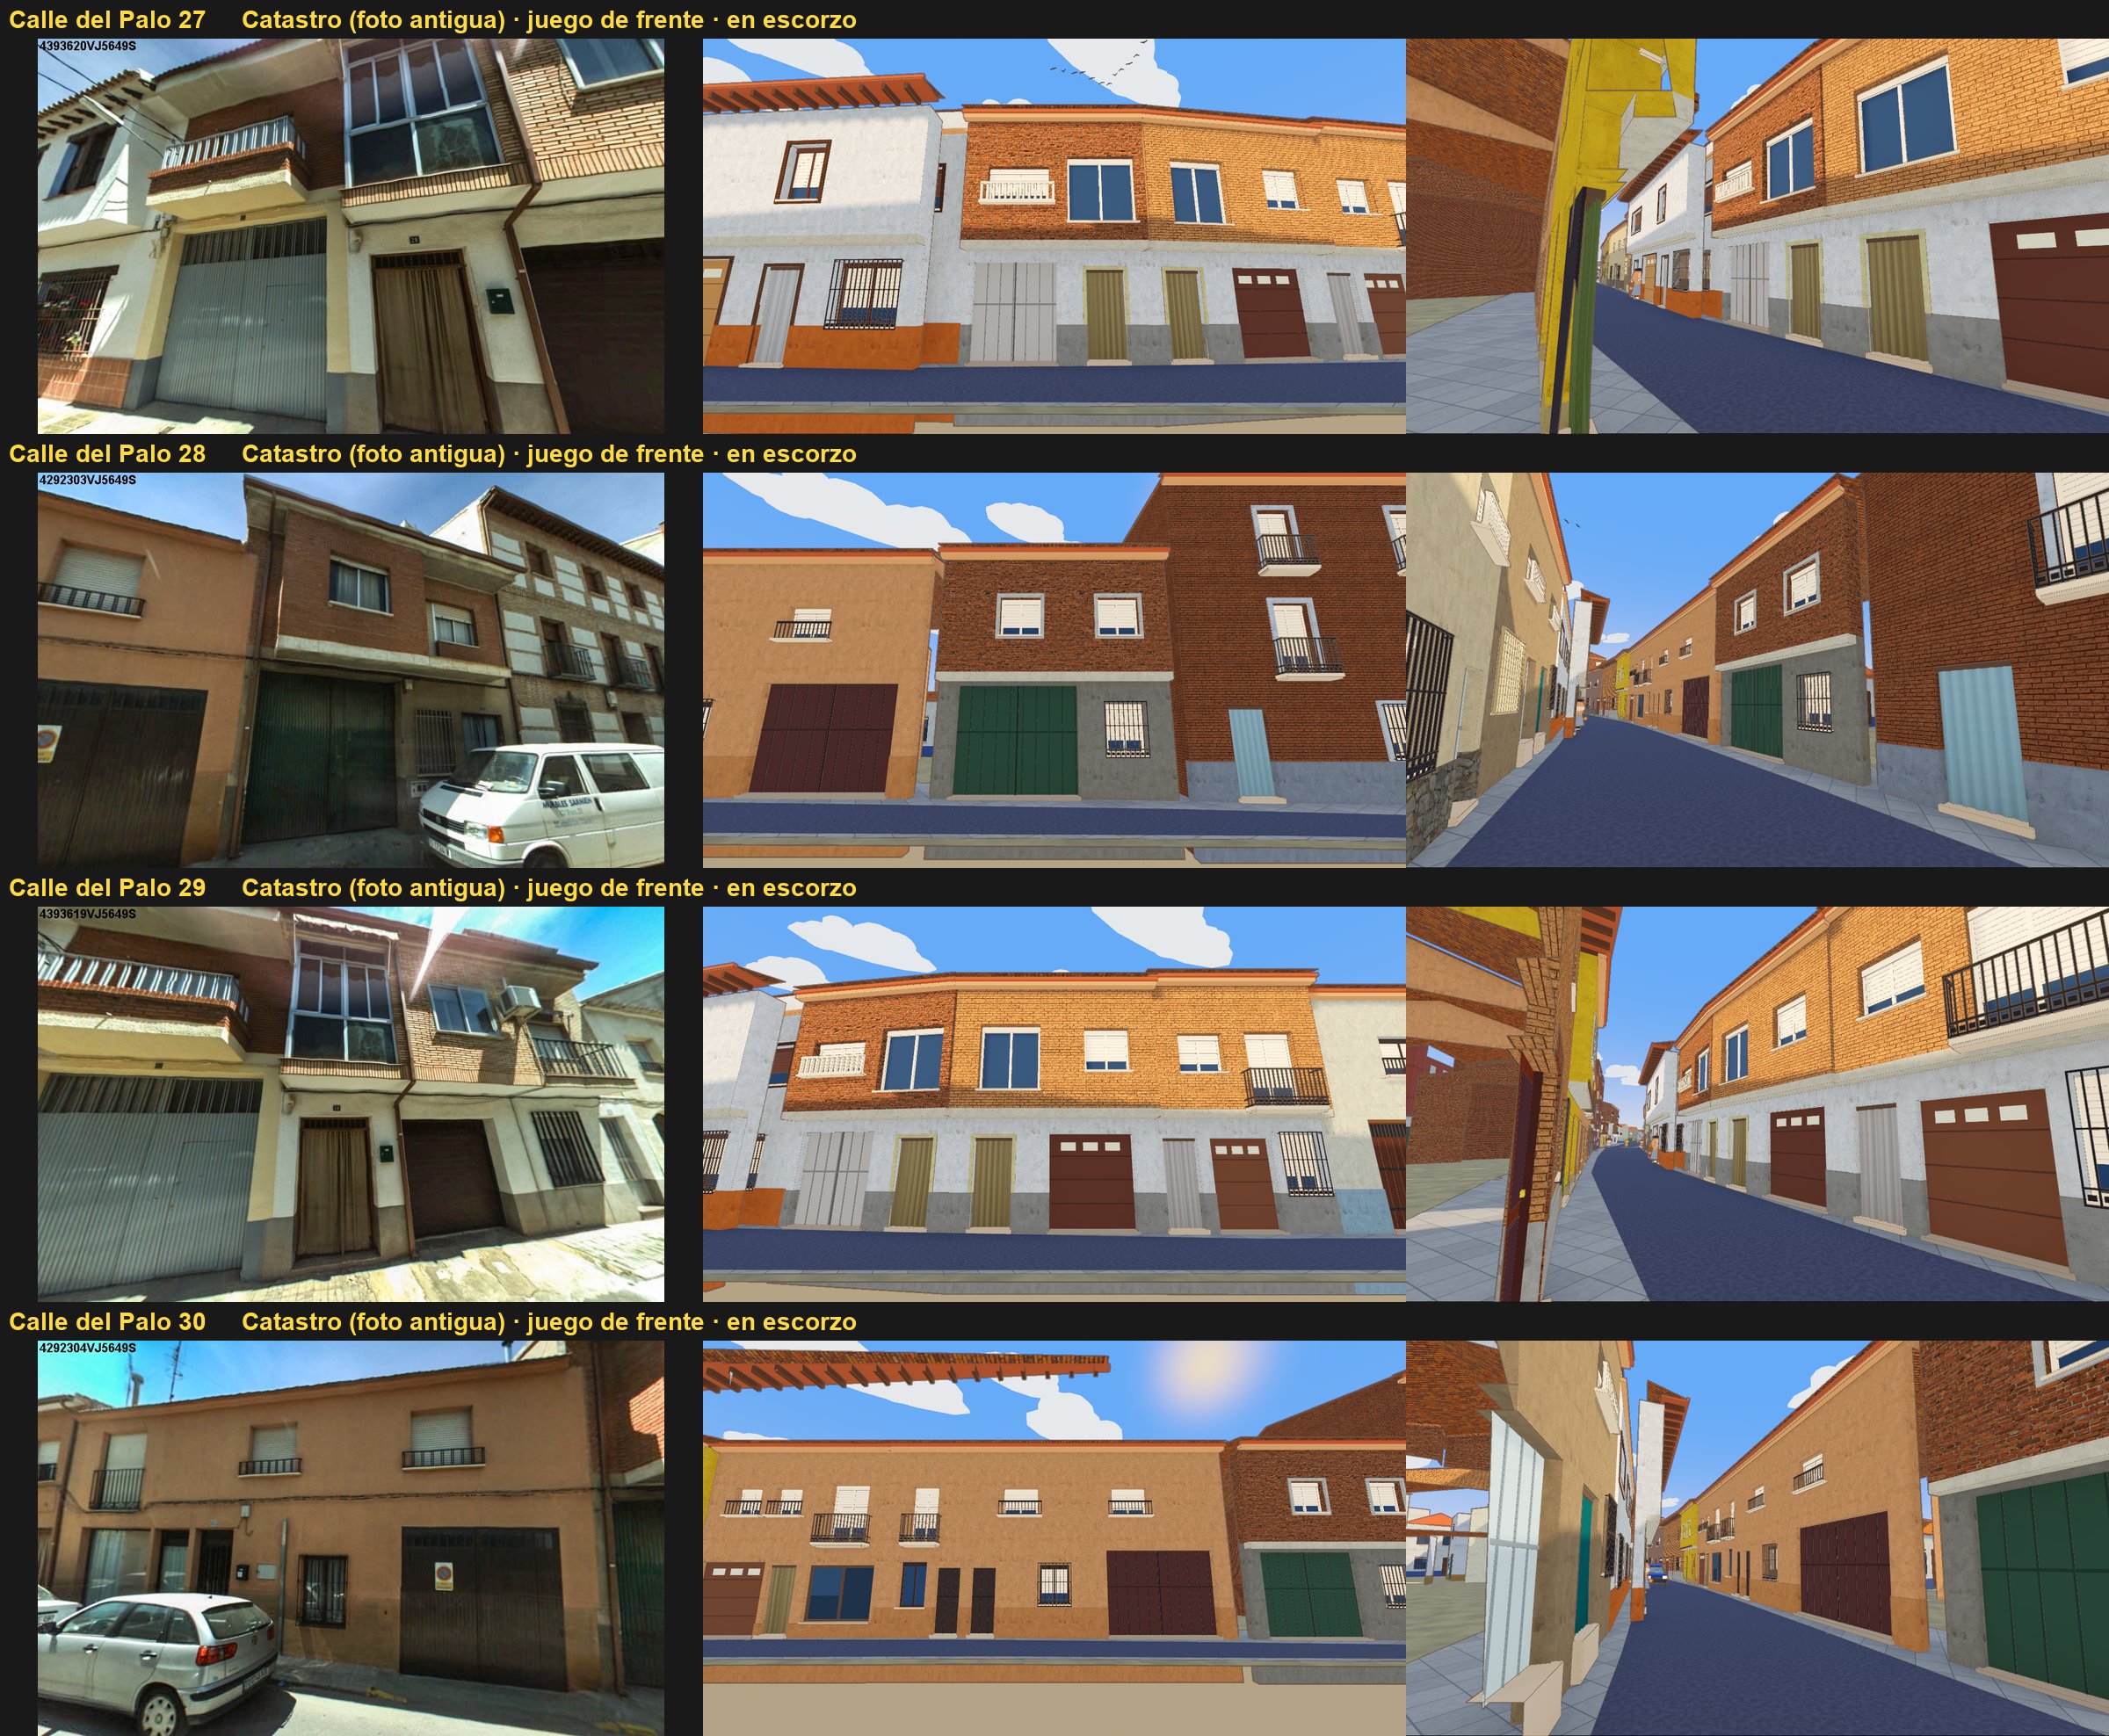 Calle del Palo 27 Catastro (foto antigua) · juego de frente · en escorzo
4393620VJ5649S
Calle del Palo 28 Catastro (foto antigua) · juego de frente · en escorzo
4292303VJ5649S
Calle del Palo 29 Catastro (foto antigua) · juego de frente · en escorzo
4393619VJ5649S
Calle del Palo 30 Catastro (foto antigua) · juego de frente · en escorzo
4292304VJ5649S